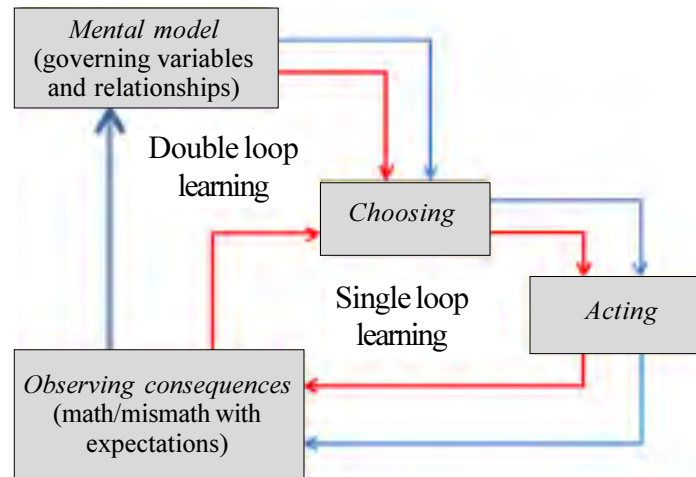 Mental model
(governing variables
and relationships)
Double loop
learning
Choosing
Single loop
learning
Acting
Observing consequences
(math/mismath with
expectations)